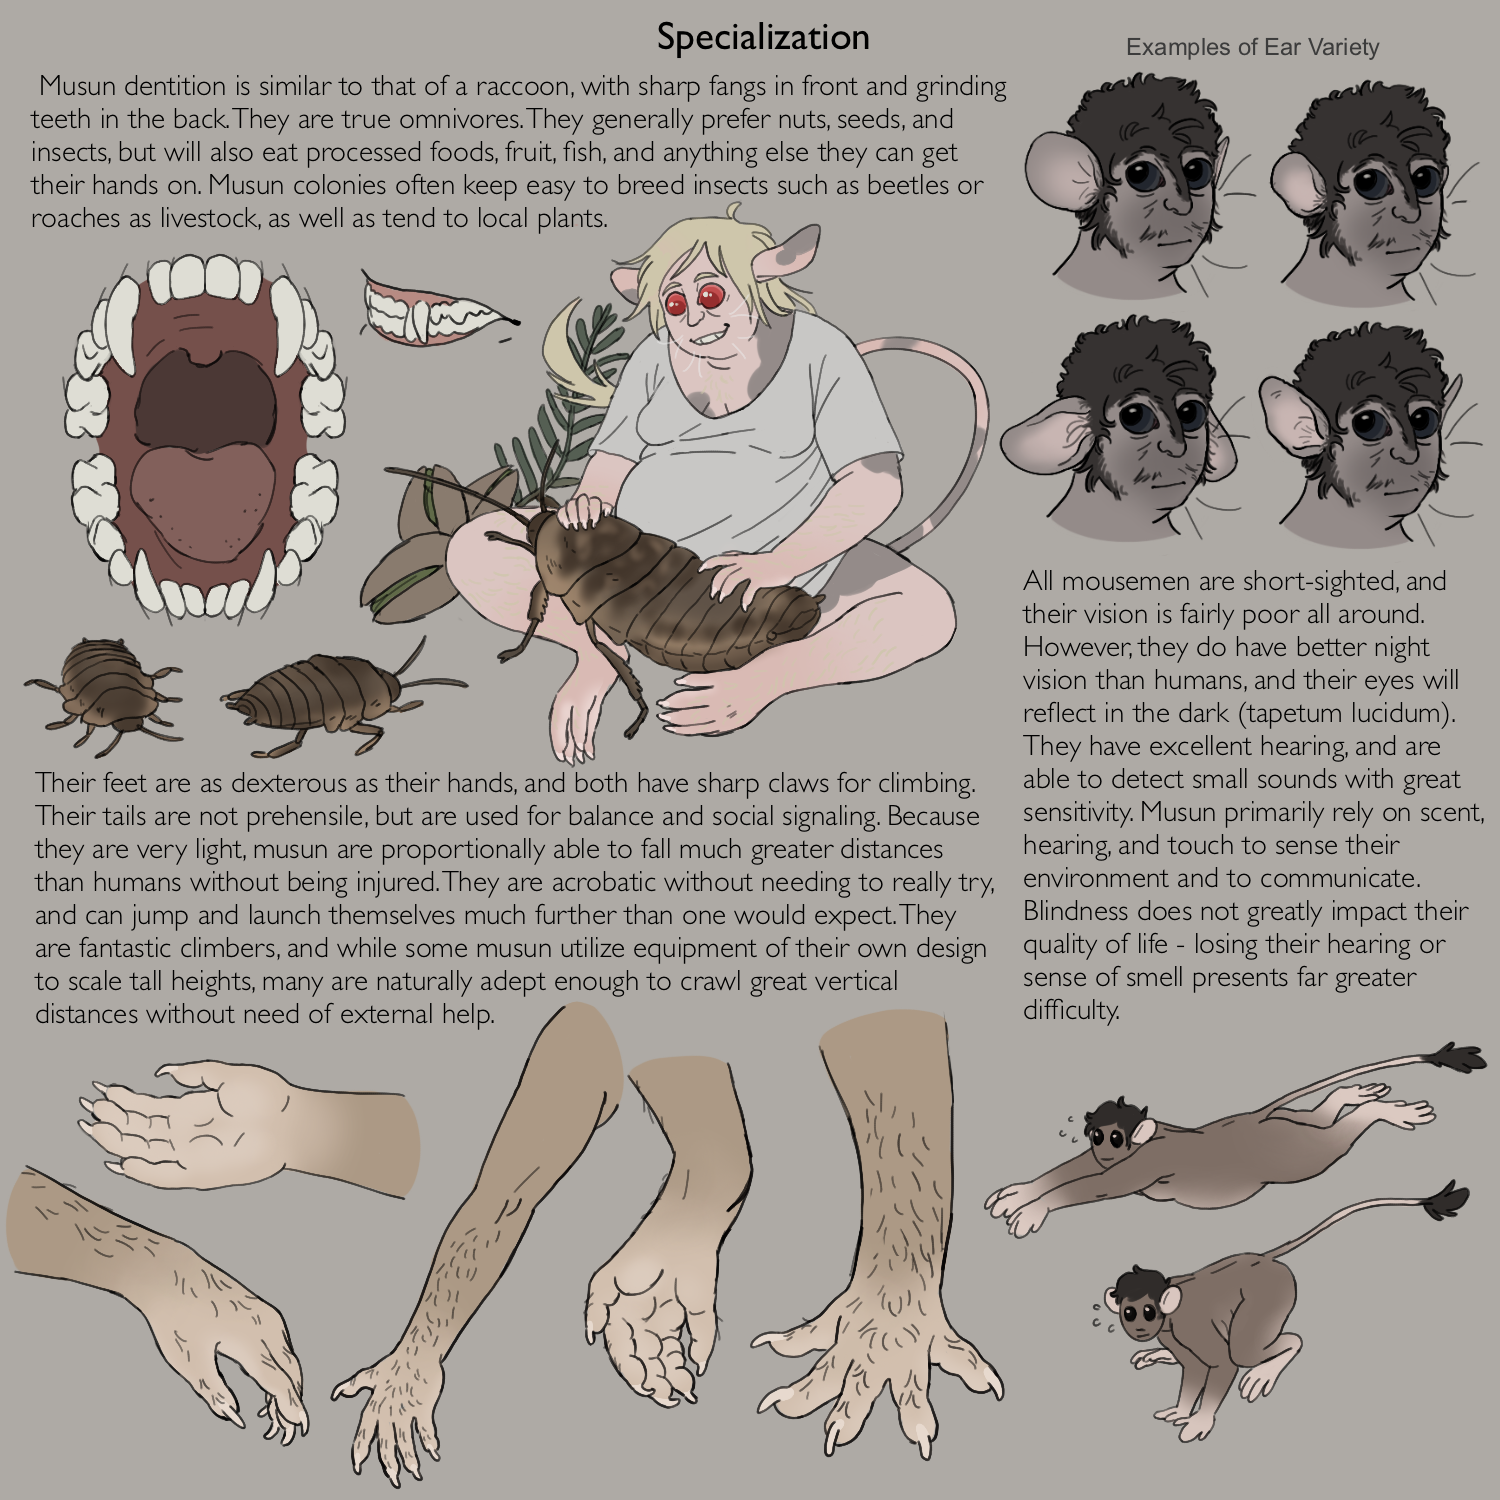 Specialization
Musun dentition is similar to that of a raccoon, with sharp fangs in front and grinding
teeth in the back. They are true omnivores. They generally prefer nuts, seeds, and
insects, but will also eat processed foods, fruit, fish, and anything else they can get
their hands on. Musun colonies often keep easy to breed insects such as beetles or
roaches as livestock, as well as tend to local plants.
Examples of Ear Variety
All mousemen are short-sighted, and
their vision is fairly poor all around.
However, they do have better night
vision than humans, and their eyes will
reflect in the dark (tapetum lucidum).
They have excellent hearing, and are
able to detect small sounds with great
sensitivity. Musun primarily rely on scent,
hearing, and touch to sense their
environment and to communicate.
Blindness does not greatly impact their
quality of life - losing their hearing or
sense of smell presents far greater
difficulty.
Their feet are as dexterous as their hands, and both have sharp claws for climbing.
Their tails are not prehensile, but are used for balance and social signaling. Because
they are very light, musun are proportionally able to fall much greater distances
than humans without being injured. They are acrobatic without needing to really try,
and can jump and launch themselves much further than one would expect. They
are fantastic climbers, and while some musun utilize equipment of their own design
to scale tall heights, many are naturally adept enough to crawl great vertical
distances without need of external help.